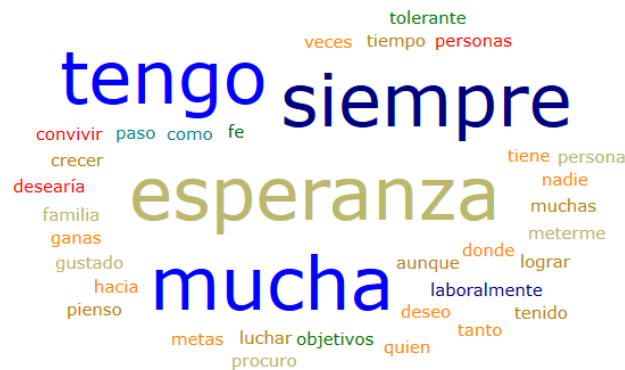 tolerante
veces tiempo personas
tengo siempre
convivir paso como fe
crecer tiene persona
desearía esperanza nadie
familia muchas
ganas meterme
gustado aunque donde lograr
hacia mucha laboralmente
pienso deseo tenido
metas luchar objetivos quien tanto
procuro